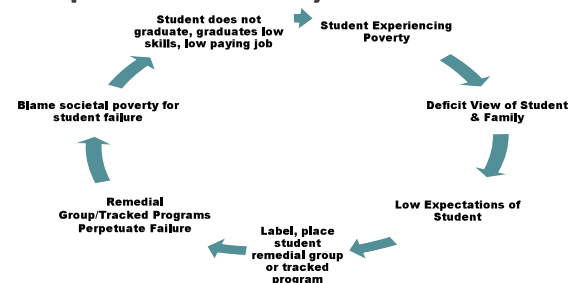 Student does not
graduate, graduates low
skills, low paying job
Student Experiencing
Poverty
Deficit View of Student
& Family
Low Expectations of
Student
Label, place
student
remedial group
or tracked
program
Remedial
Group/Tracked Programs
Perpetuate Failure
Blame societal poverty for
student failure